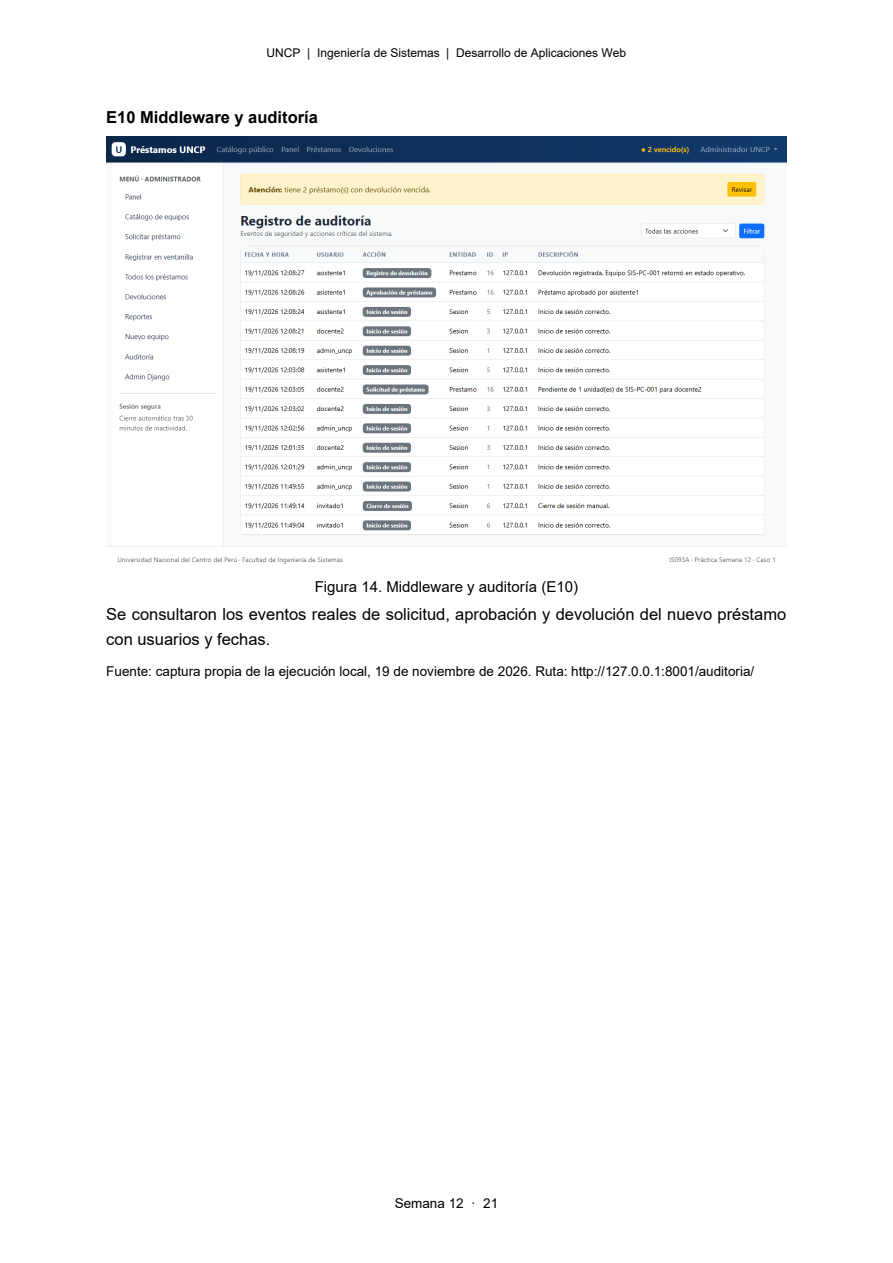 UNCP | Ingeniería de Sistemas | Desarrollo de Aplicaciones Web
E10 Middleware y auditoría
U Préstamos UNCP Catálogo público Panel Préstamos Devoluciones ● 2 vencido(s) Administrador UNCP
MENÚ · ADMINISTRADOR
Panel
Catálogo de equipos
Solicitar préstamo
Registrar en ventanilla
Todos los préstamos
Devoluciones
Reportes
Nuevo equipo
Auditoría
Admin Django
Sesión segura
Cierre automático tras 30
minutos de inactividad.
Atención: tiene 2 préstamo(s) con devolución vencida. Revisar
Registro de auditoría
Eventos de seguridad y acciones críticas del sistema.
Todas las acciones Filtrar
FECHA Y HORA USUARIO ACCIÓN ENTIDAD ID IP DESCRIPCIÓN
19/11/2026 12:08:27 asistente1 Registro de devolución Prestamo 16 127.0.0.1 Devolución registrada. Equipo SIS-PC-001 retornó en estado operativo.
19/11/2026 12:08:26 asistente1 Aprobación de préstamo Prestamo 16 127.0.0.1 Préstamo aprobado por asistente1
19/11/2026 12:08:24 asistente1 Inicio de sesión Sesion 5 127.0.0.1 Inicio de sesión correcto.
19/11/2026 12:08:21 docente2 Inicio de sesión Sesion 3 127.0.0.1 Inicio de sesión correcto.
19/11/2026 12:08:19 admin_uncp Inicio de sesión Sesion 1 127.0.0.1 Inicio de sesión correcto.
19/11/2026 12:03:08 asistente1 Inicio de sesión Sesion 5 127.0.0.1 Inicio de sesión correcto.
19/11/2026 12:03:05 docente2 Solicitud de préstamo Prestamo 16 127.0.0.1 Pendiente de 1 unidad(es) de SIS-PC-001 para docente2
19/11/2026 12:03:02 docente2 Inicio de sesión Sesion 3 127.0.0.1 Inicio de sesión correcto.
19/11/2026 12:02:56 admin_uncp Inicio de sesión Sesion 1 127.0.0.1 Inicio de sesión correcto.
19/11/2026 12:01:35 docente2 Inicio de sesión Sesion 3 127.0.0.1 Inicio de sesión correcto.
19/11/2026 12:01:29 admin_uncp Inicio de sesión Sesion 1 127.0.0.1 Inicio de sesión correcto.
19/11/2026 11:49:55 admin_uncp Inicio de sesión Sesion 1 127.0.0.1 Inicio de sesión correcto.
19/11/2026 11:49:14 invitado1 Cierre de sesión Sesion 6 127.0.0.1 Cierre de sesión manual.
19/11/2026 11:49:04 invitado1 Inicio de sesión Sesion 6 127.0.0.1 Inicio de sesión correcto.
Universidad Nacional del Centro del Perú · Facultad de Ingeniería de Sistemas IS093A · Práctica Semana 12 · Caso 1
Figura 14. Middleware y auditoría (E10)
Se consultaron los eventos reales de solicitud, aprobación y devolución del nuevo préstamo
con usuarios y fechas.
Fuente: captura propia de la ejecución local, 19 de noviembre de 2026. Ruta: http://127.0.0.1:8001/auditoria/
Semana 12 · 21